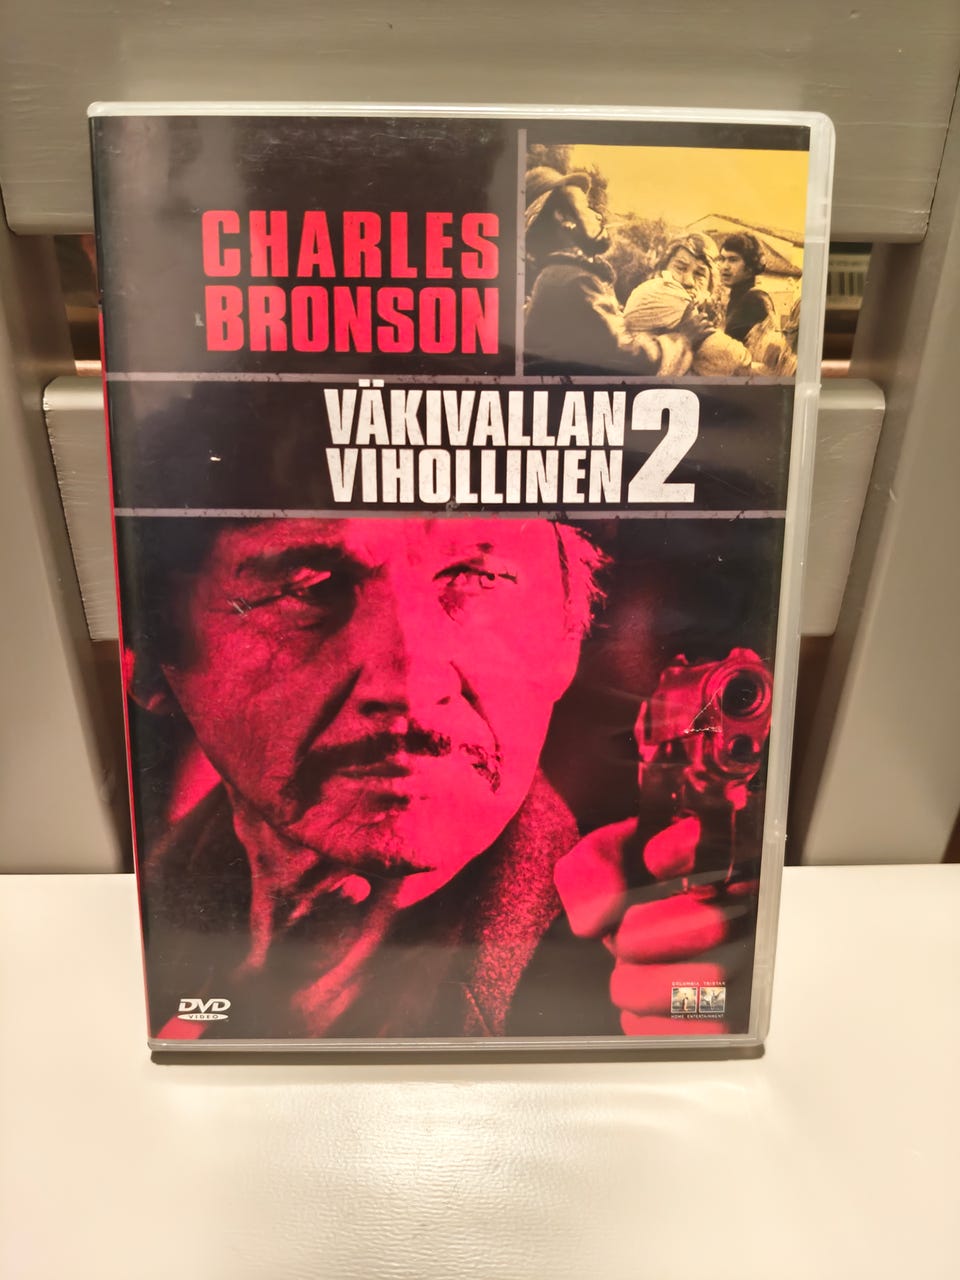 CHARLES
BRONSON
VÄKIVALLAN
VIHOLLINEN 2
DVD
VIDEO
COLUMBIA TRISTAR
HOME ENTERTAINMENT